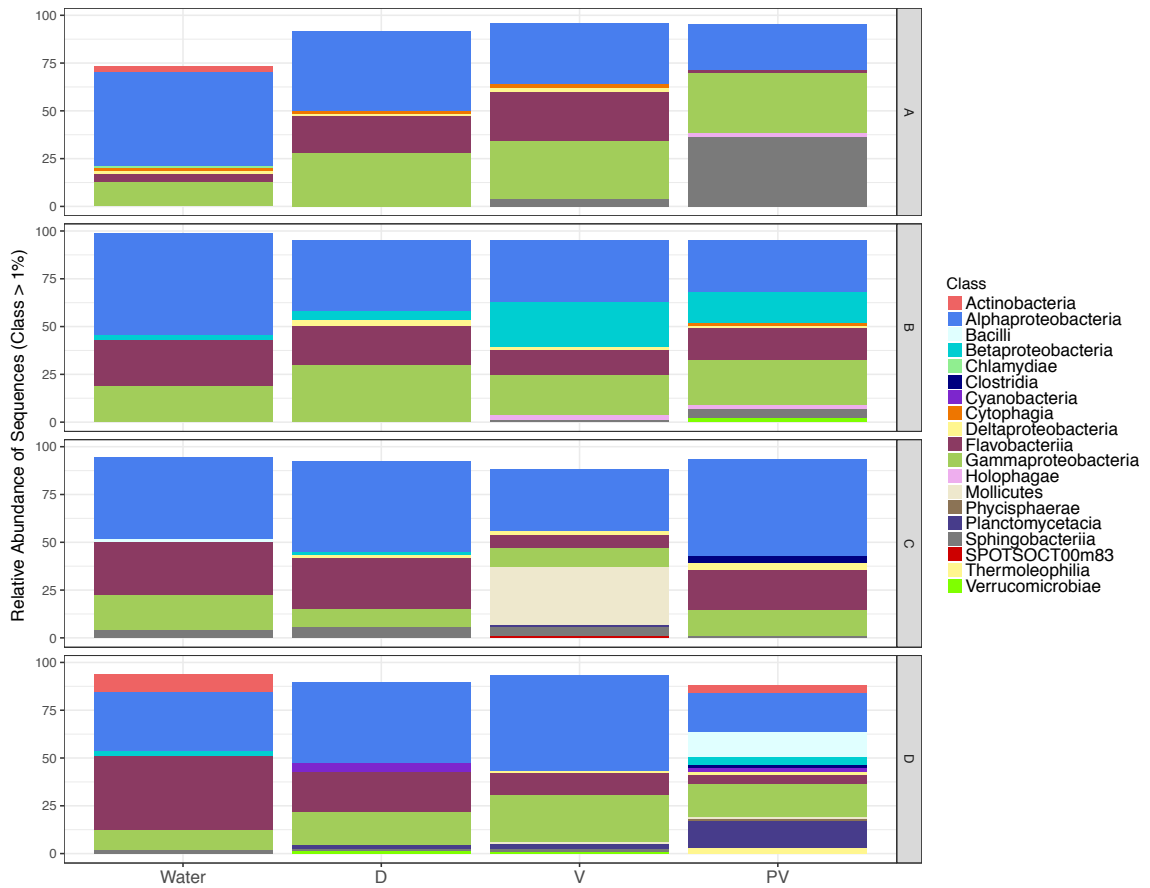 Relative Abundance of Sequences (Class > 1%)
100
75
50
25
0
A
100
75
50
25
0
B
100
75
50
25
0
C
100
75
50
25
0
D
Water
D
V
PV
Class
Actinobacteria
Alphaproteobacteria
Bacilli
Betaproteobacteria
Chlamydiae
Clostridia
Cyanobacteria
Cytophagia
Deltaproteobacteria
Flavobacteriia
Gammaproteobacteria
Holophagae
Mollicutes
Phycisphaerae
Planctomycetacia
Sphingobacteriia
SPOTSOCT00m83
Thermoleophilia
Verrucomicrobiae